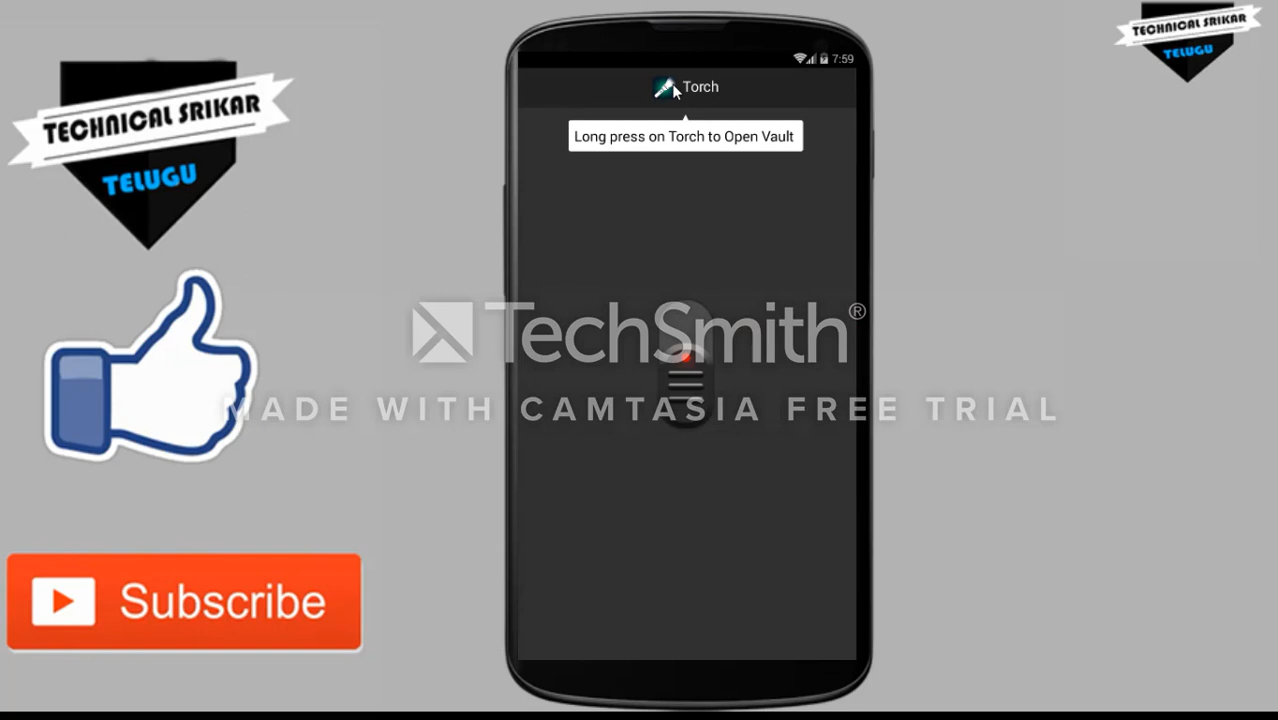 TECHNICAL SRIKAR
TELUGU
TECHNICAL SRIKAR
TELUGU
7:59
Torch
Long press on Torch to Open Vault
TechSmith®
MADE WITH CAMTASIA FREE TRIAL
Subscribe